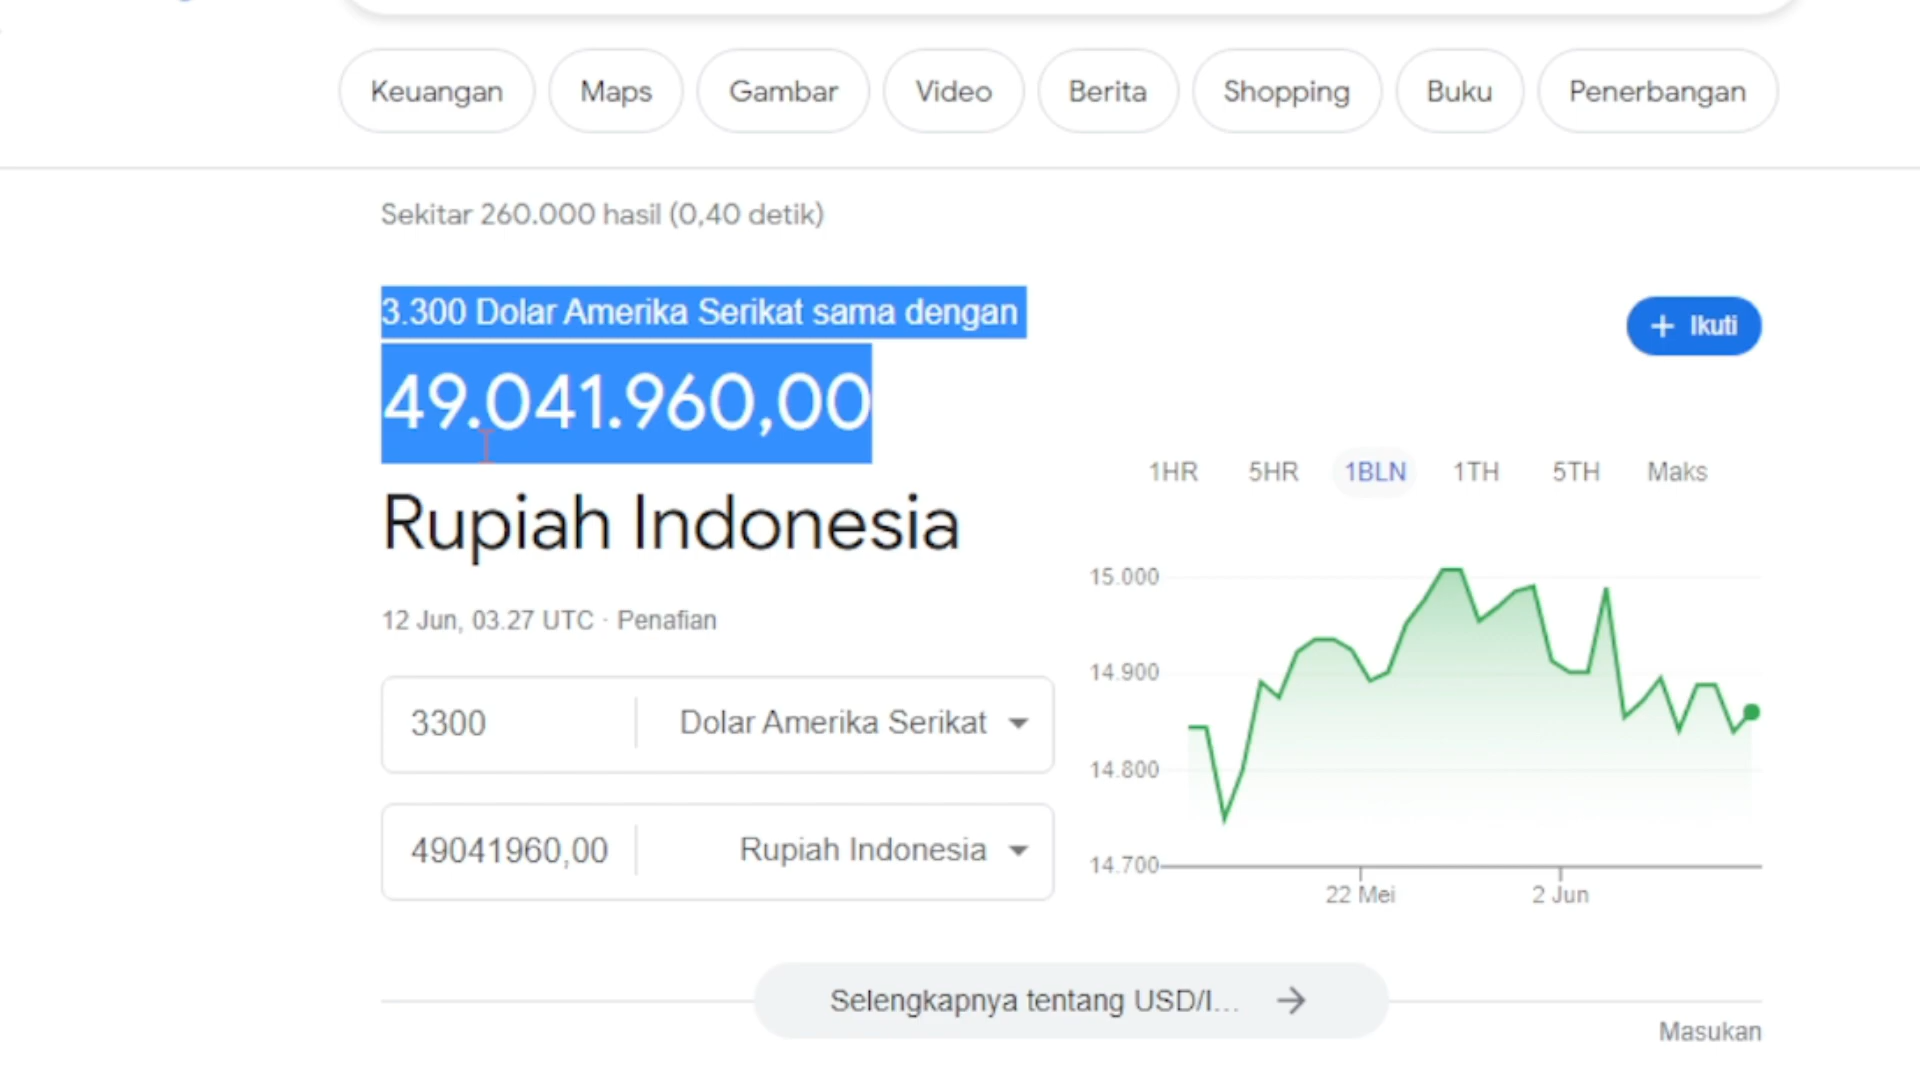 Keuangan Maps Gambar Video Berita Shopping Buku Penerbangan
Sekitar 260.000 hasil (0,40 detik)
3.300 Dolar Amerika Serikat sama dengan
49.041.960,00
Rupiah Indonesia
12 Jun, 03.27 UTC · Penafian
3300 Dolar Amerika Serikat
49041960,00 Rupiah Indonesia
+ Ikuti
1HR 5HR 1BLN 1TH 5TH Maks
15.000
14.900
14.800
14.700
22 Mei 2 Jun
Selengkapnya tentang USD/I...
Masukan